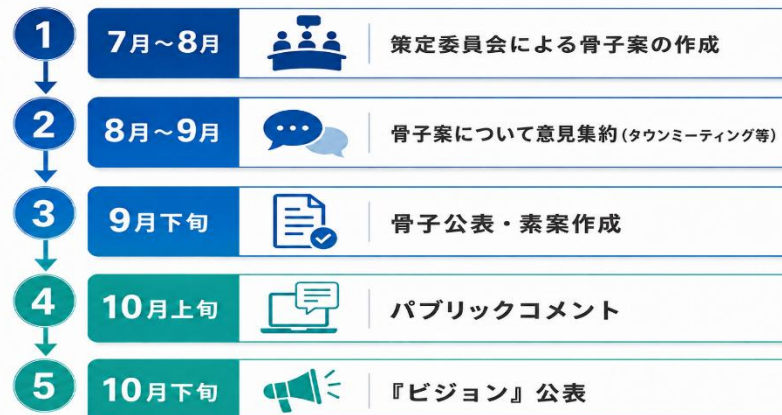 1 7月～8月 策定委員会による骨子案の作成
2 8月～9月 骨子案について意見集約(タウンミーティング等)
3 9月下旬 骨子公表・素案作成
4 10月上旬 パブリックコメント
5 10月下旬 『ビジョン』公表